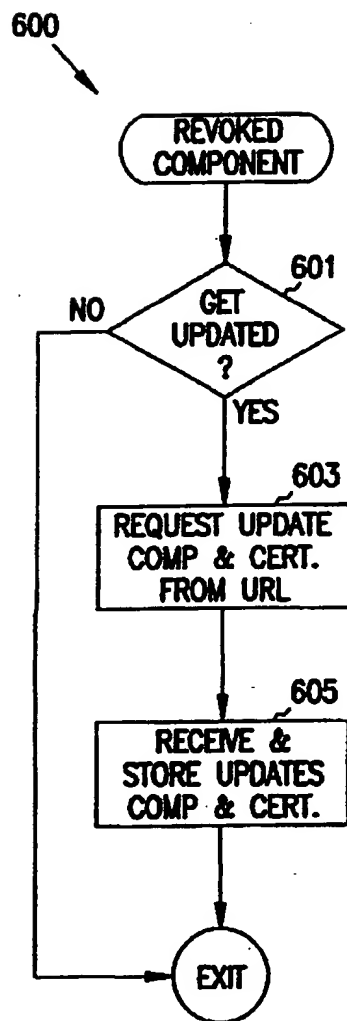 600
REVOKED
COMPONENT
601
GET
UPDATED
?
NO
YES
603
REQUEST UPDATE
COMP & CERT.
FROM URL
605
RECEIVE &
STORE UPDATES
COMP & CERT.
EXIT